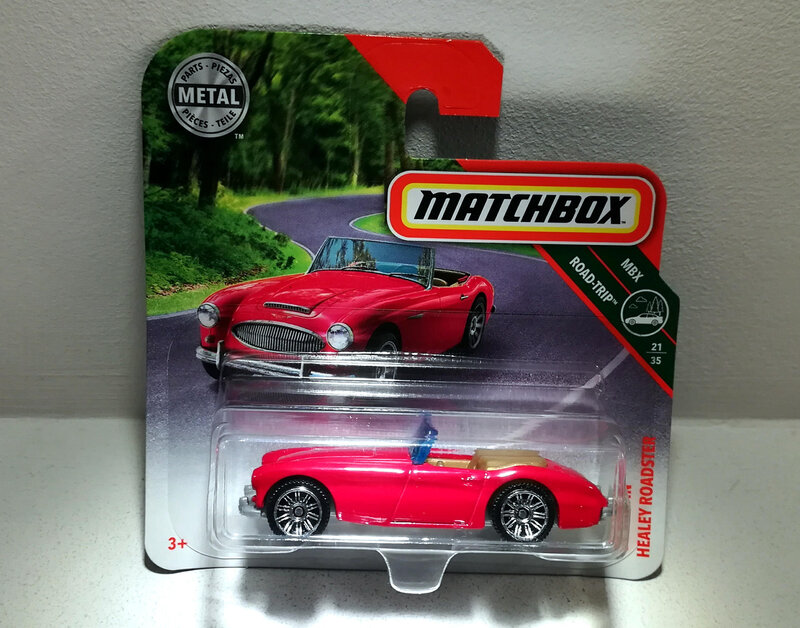 PARTS - PIEZAS
METAL
PIÈCES - TEILE
TM
MATCHBOX
MBX
ROAD-TRIP™
21
35
HEALEY ROADSTER
3+